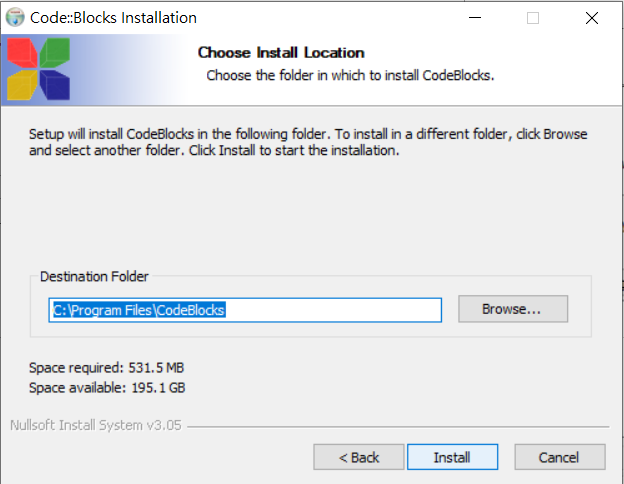 Code::Blocks Installation
Choose Install Location
Choose the folder in which to install CodeBlocks.
Setup will install CodeBlocks in the following folder. To install in a different folder, click Browse
and select another folder. Click Install to start the installation.
Destination Folder
C:\Program Files\CodeBlocks
Browse...
Space required: 531.5 MB
Space available: 195.1 GB
Nullsoft Install System v3.05
< Back
Install
Cancel